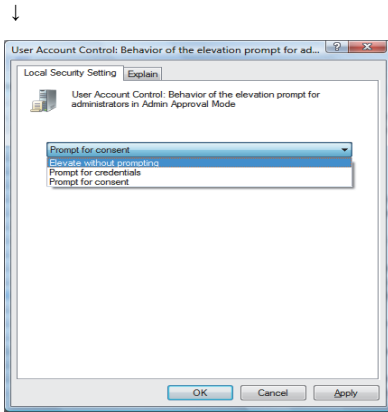 ↓
User Account Control: Behavior of the elevation prompt for ad...
Local Security Setting Explain
User Account Control: Behavior of the elevation prompt for
administrators in Admin Approval Mode
Prompt for consent
Elevate without prompting
Prompt for credentials
Prompt for consent
OK Cancel Apply